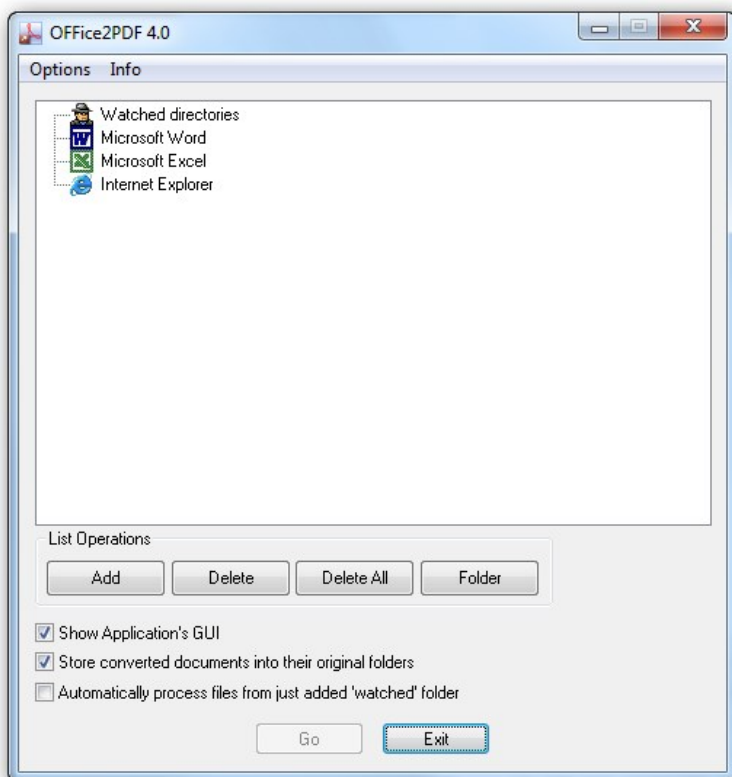 OFFice2PDF 4.0
Options Info
Watched directories
Microsoft Word
Microsoft Excel
Internet Explorer
List Operations
Add Delete Delete All Folder
Show Application's GUI
Store converted documents into their original folders
Automatically process files from just added 'watched' folder
Go Exit